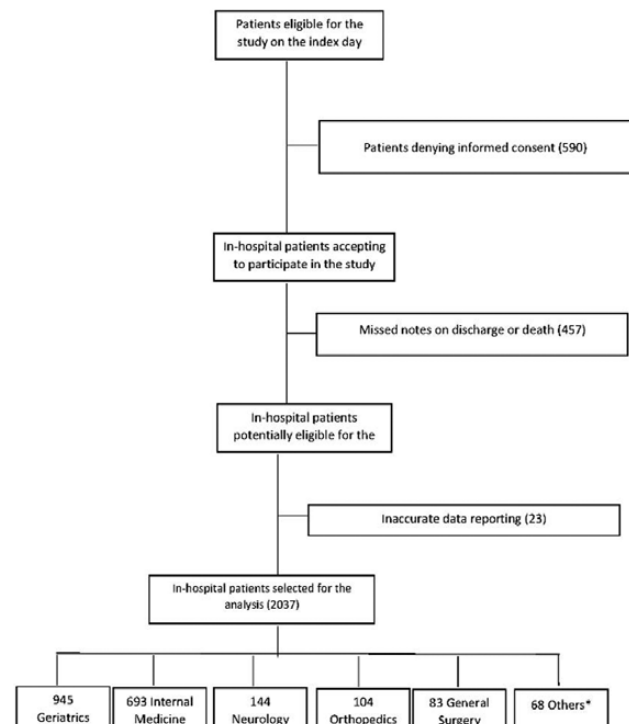 Patients eligible for the
study on the index day
Patients denying informed consent (590)
In-hospital patients accepting
to participate in the study
Missed notes on discharge or death (457)
In-hospital patients
potentially eligible for the
Inaccurate data reporting (23)
In-hospital patients selected for the
analysis (2037)
945
Geriatrics
693 Internal
Medicine
144
Neurology
104
Orthopedics
83 General
Surgery
68 Others*